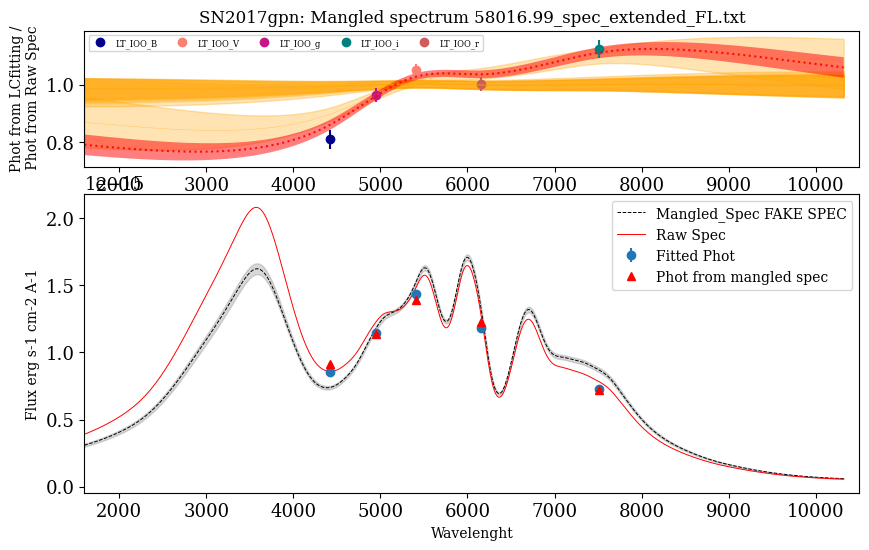 SN2017gpn: Mangled spectrum 58016.99_spec_extended_FL.txt
Phot from LCfitting /
Phot from Raw Spec
LT_IOO_B LT_IOO_V LT_IOO_g LT_IOO_i LT_IOO_r
1.0
0.8
2000 3000 4000 5000 6000 7000 8000 9000 10000
1e−15
Flux erg s-1 cm-2 A-1
2.0
1.5
1.0
0.5
0.0
Mangled_Spec FAKE SPEC
Raw Spec
Fitted Phot
Phot from mangled spec
2000 3000 4000 5000 6000 7000 8000 9000 10000
Wavelenght